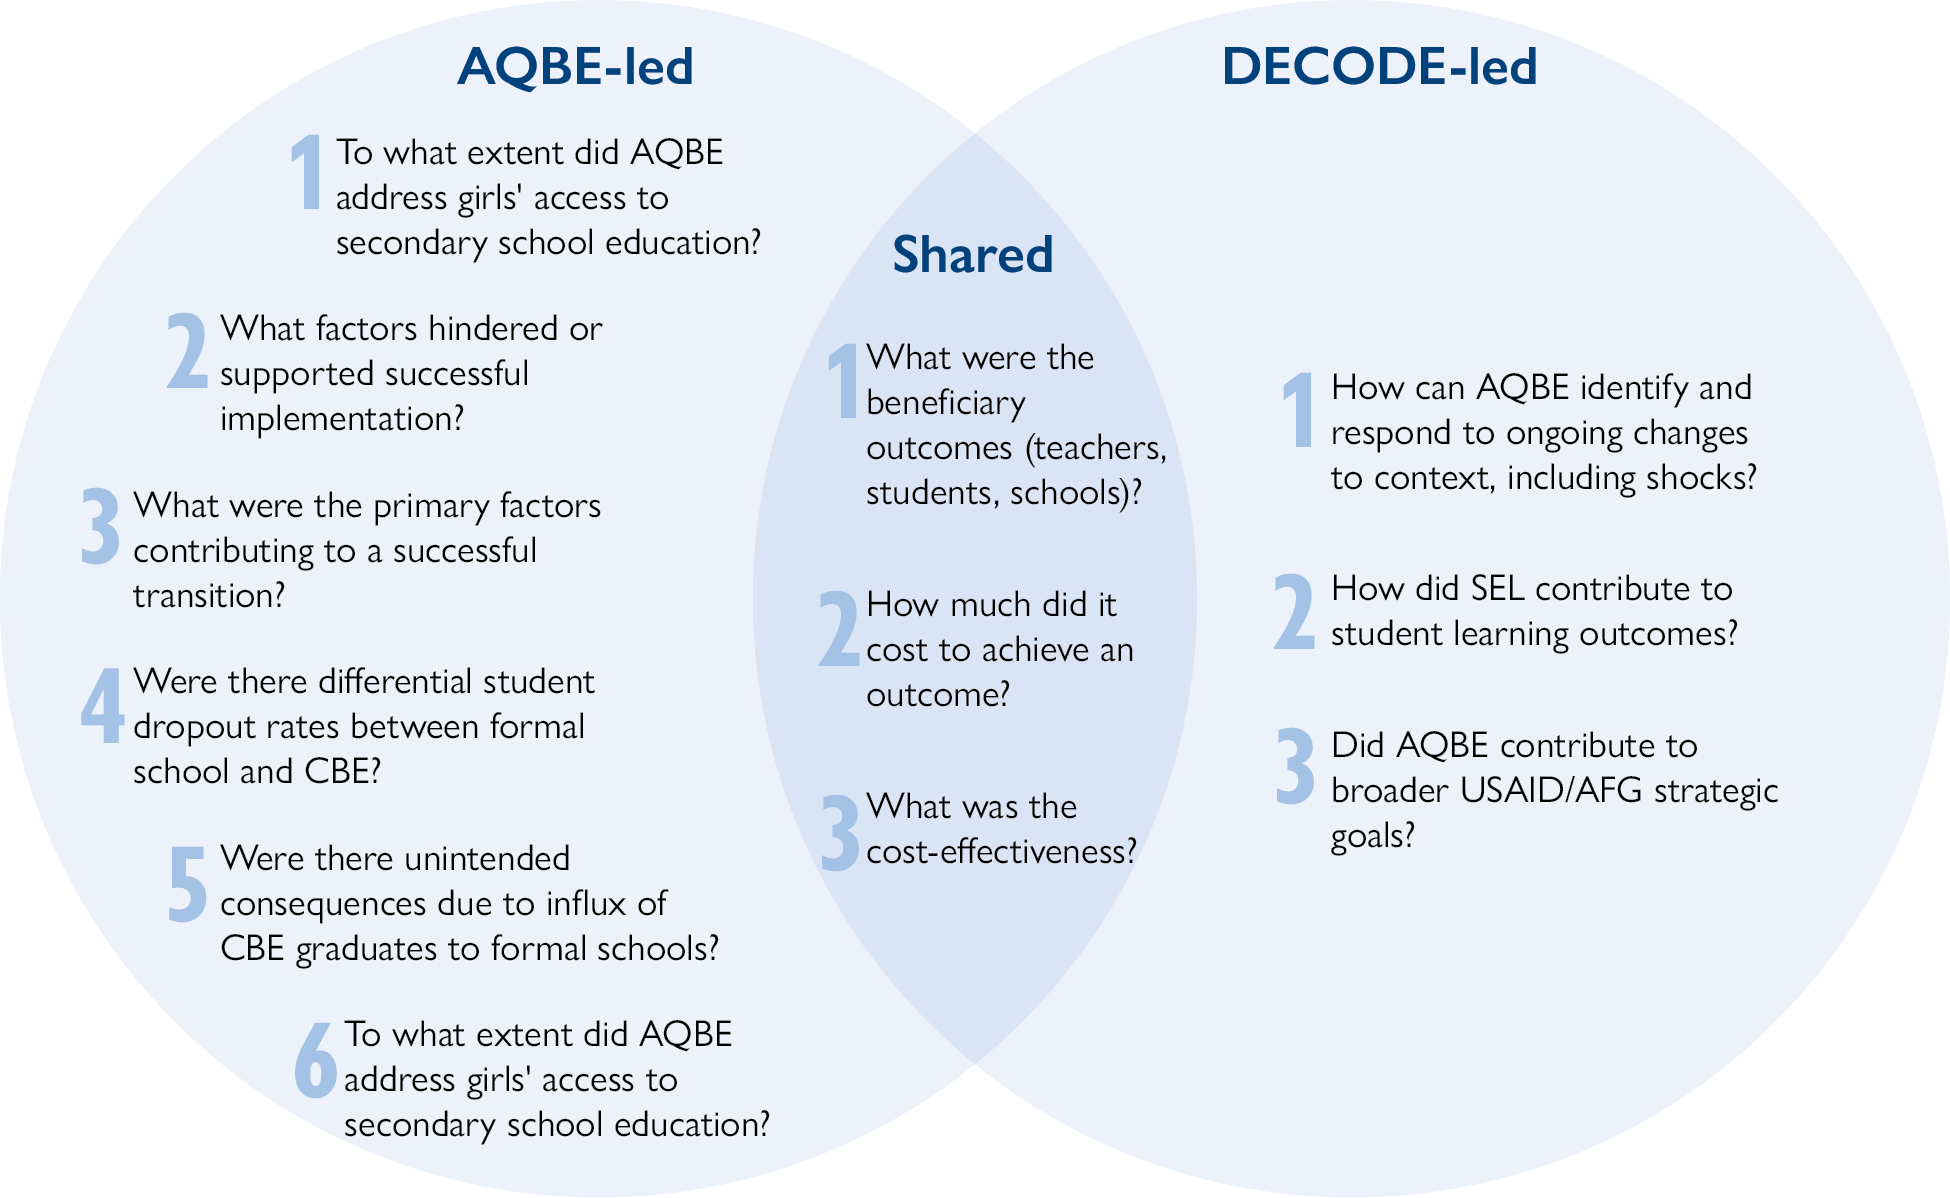 AQBE-led
1
To what extent did AQBE
address girls' access to
secondary school education?
2
What factors hindered or
supported successful
implementation?
3
What were the primary factors
contributing to a successful
transition?
4
Were there differential student
dropout rates between formal
school and CBE?
5
Were there unintended
consequences due to influx of
CBE graduates to formal schools?
6
To what extent did AQBE
address girls' access to
secondary school education?
Shared
1
What were the
beneficiary
outcomes (teachers,
students, schools)?
2
How much did it
cost to achieve an
outcome?
3
What was the
cost-effectiveness?
DECODE-led
1
How can AQBE identify and
respond to ongoing changes
to context, including shocks?
2
How did SEL contribute to
student learning outcomes?
3
Did AQBE contribute to
broader USAID/AFG strategic
goals?